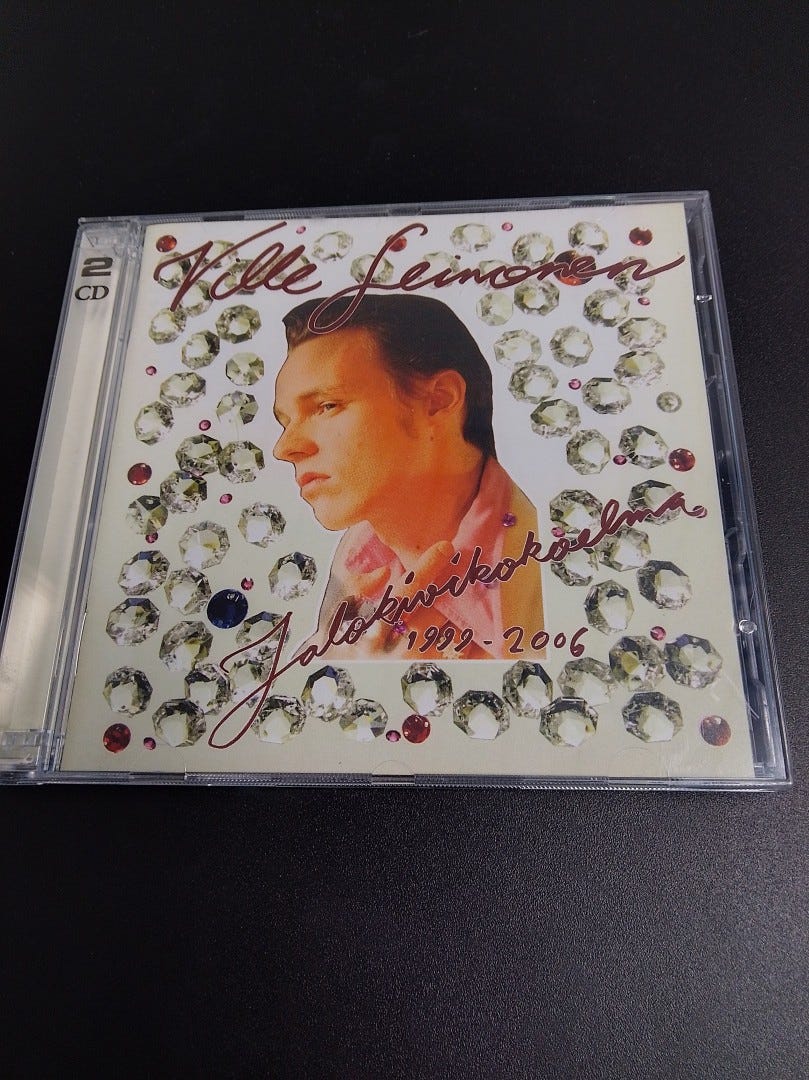 2
CD
Ville Leinonen
Jalokivikokoelma
1999-2006